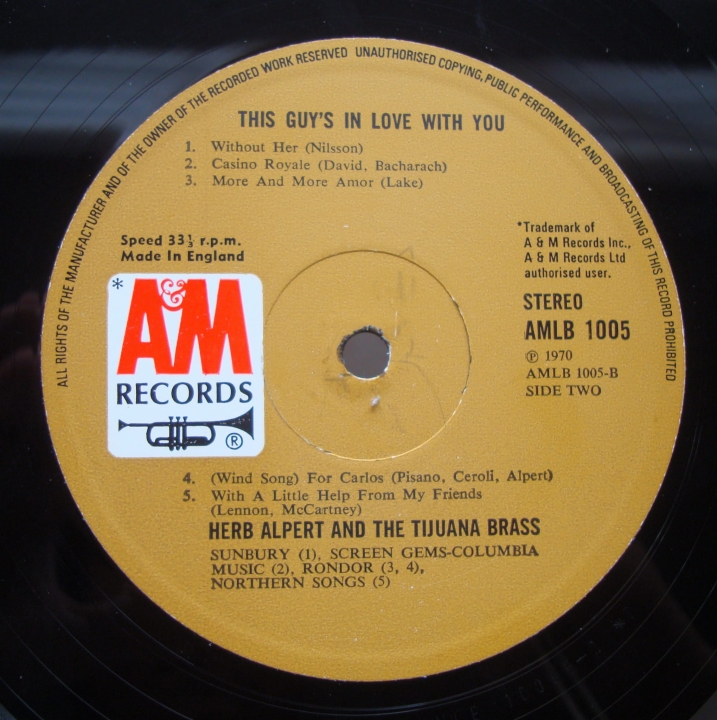 ALL RIGHTS OF THE MANUFACTURER AND OF THE OWNER OF THE RECORDED WORK RESERVED UNAUTHORISED COPYING, PUBLIC PERFORMANCE AND BROADCASTING OF THIS RECORD PROHIBITED
THIS GUY'S IN LOVE WITH YOU
1. Without Her (Nilsson)
2. Casino Royale (David, Bacharach)
3. More And More Amor (Lake)
Speed 33⅓ r.p.m.
Made In England
*
A&M
RECORDS
®
*Trademark of
A & M Records Inc.,
A & M Records Ltd
authorised user.
STEREO
AMLB 1005
℗ 1970
AMLB 1005-B
SIDE TWO
4. (Wind Song) For Carlos (Pisano, Ceroli, Alpert)
5. With A Little Help From My Friends
(Lennon, McCartney)
HERB ALPERT AND THE TIJUANA BRASS
SUNBURY (1), SCREEN GEMS-COLUMBIA
MUSIC (2), RONDOR (3, 4),
NORTHERN SONGS (5)